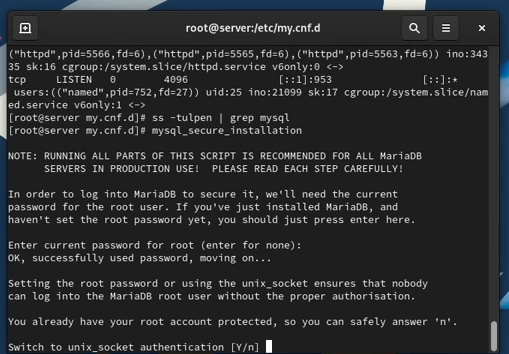 root@server:/etc/my.cnf.d
("httpd",pid=5566,fd=6),("httpd",pid=5565,fd=6),("httpd",pid=5563,fd=6)) ino:343
35 sk:16 cgroup:/system.slice/httpd.service v6only:0 <->
tcp LISTEN 0 4096 [::1]:953 [::]:*
users:(("named",pid=752,fd=27)) uid:25 ino:21099 sk:17 cgroup:/system.slice/nam
ed.service v6only:1 <->
[root@server my.cnf.d]# ss -tulpen | grep mysql
[root@server my.cnf.d]# mysql_secure_installation
NOTE: RUNNING ALL PARTS OF THIS SCRIPT IS RECOMMENDED FOR ALL MariaDB
SERVERS IN PRODUCTION USE! PLEASE READ EACH STEP CAREFULLY!
In order to log into MariaDB to secure it, we'll need the current
password for the root user. If you've just installed MariaDB, and
haven't set the root password yet, you should just press enter here.
Enter current password for root (enter for none):
OK, successfully used password, moving on...
Setting the root password or using the unix_socket ensures that nobody
can log into the MariaDB root user without the proper authorisation.
You already have your root account protected, so you can safely answer 'n'.
Switch to unix_socket authentication [Y/n]